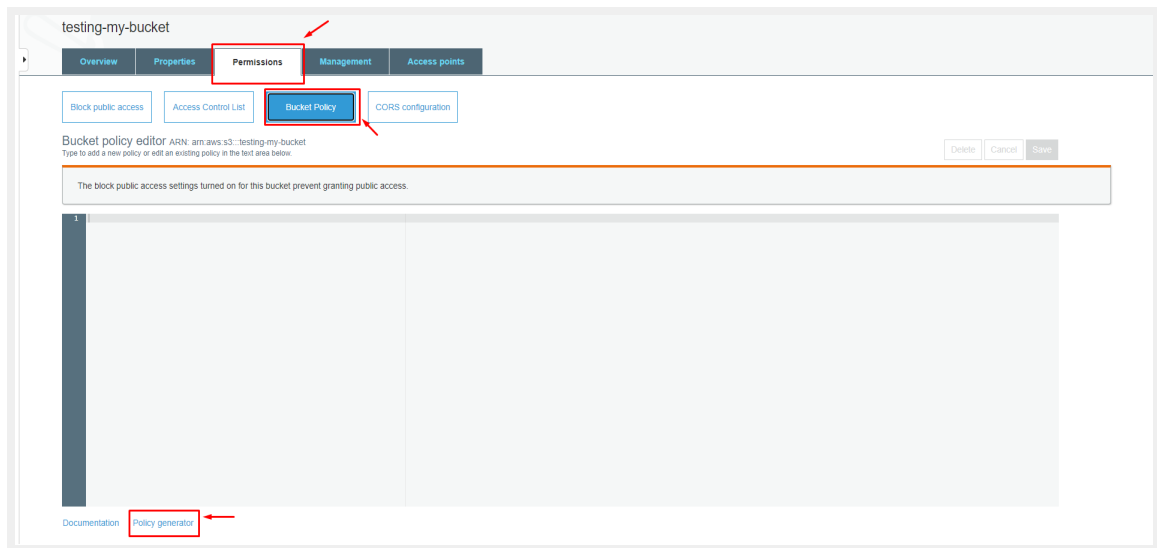 testing-my-bucket
Overview Properties Permissions Management Access points
Block public access Access Control List Bucket Policy CORS configuration
Bucket policy editor ARN: arn:aws:s3:::testing-my-bucket
Type to add a new policy or edit an existing policy in the text area below.
Delete Cancel Save
The block public access settings turned on for this bucket prevent granting public access.
1
Documentation Policy generator